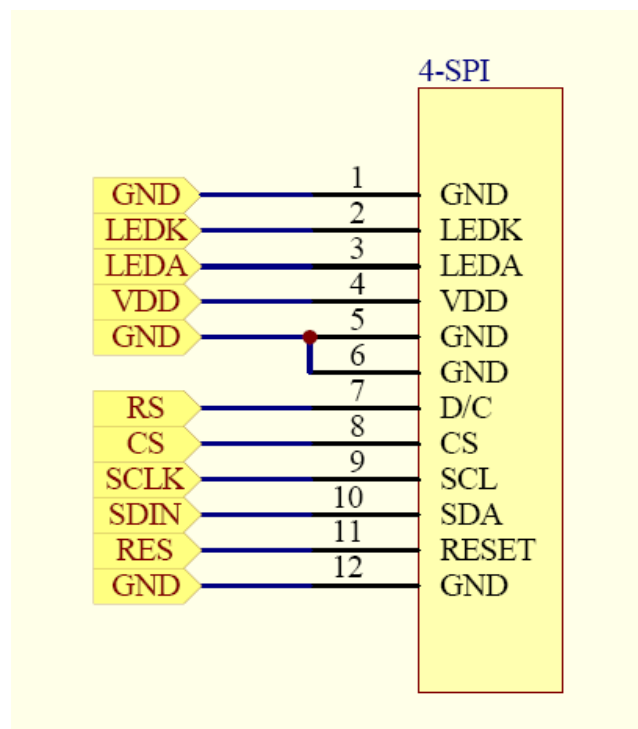 4-SPI
GND 1 GND
LEDK 2 LEDK
LEDA 3 LEDA
VDD 4 VDD
GND 5 GND
6 GND
RS 7 D/C
CS 8 CS
SCLK 9 SCL
SDIN 10 SDA
RES 11 RESET
GND 12 GND